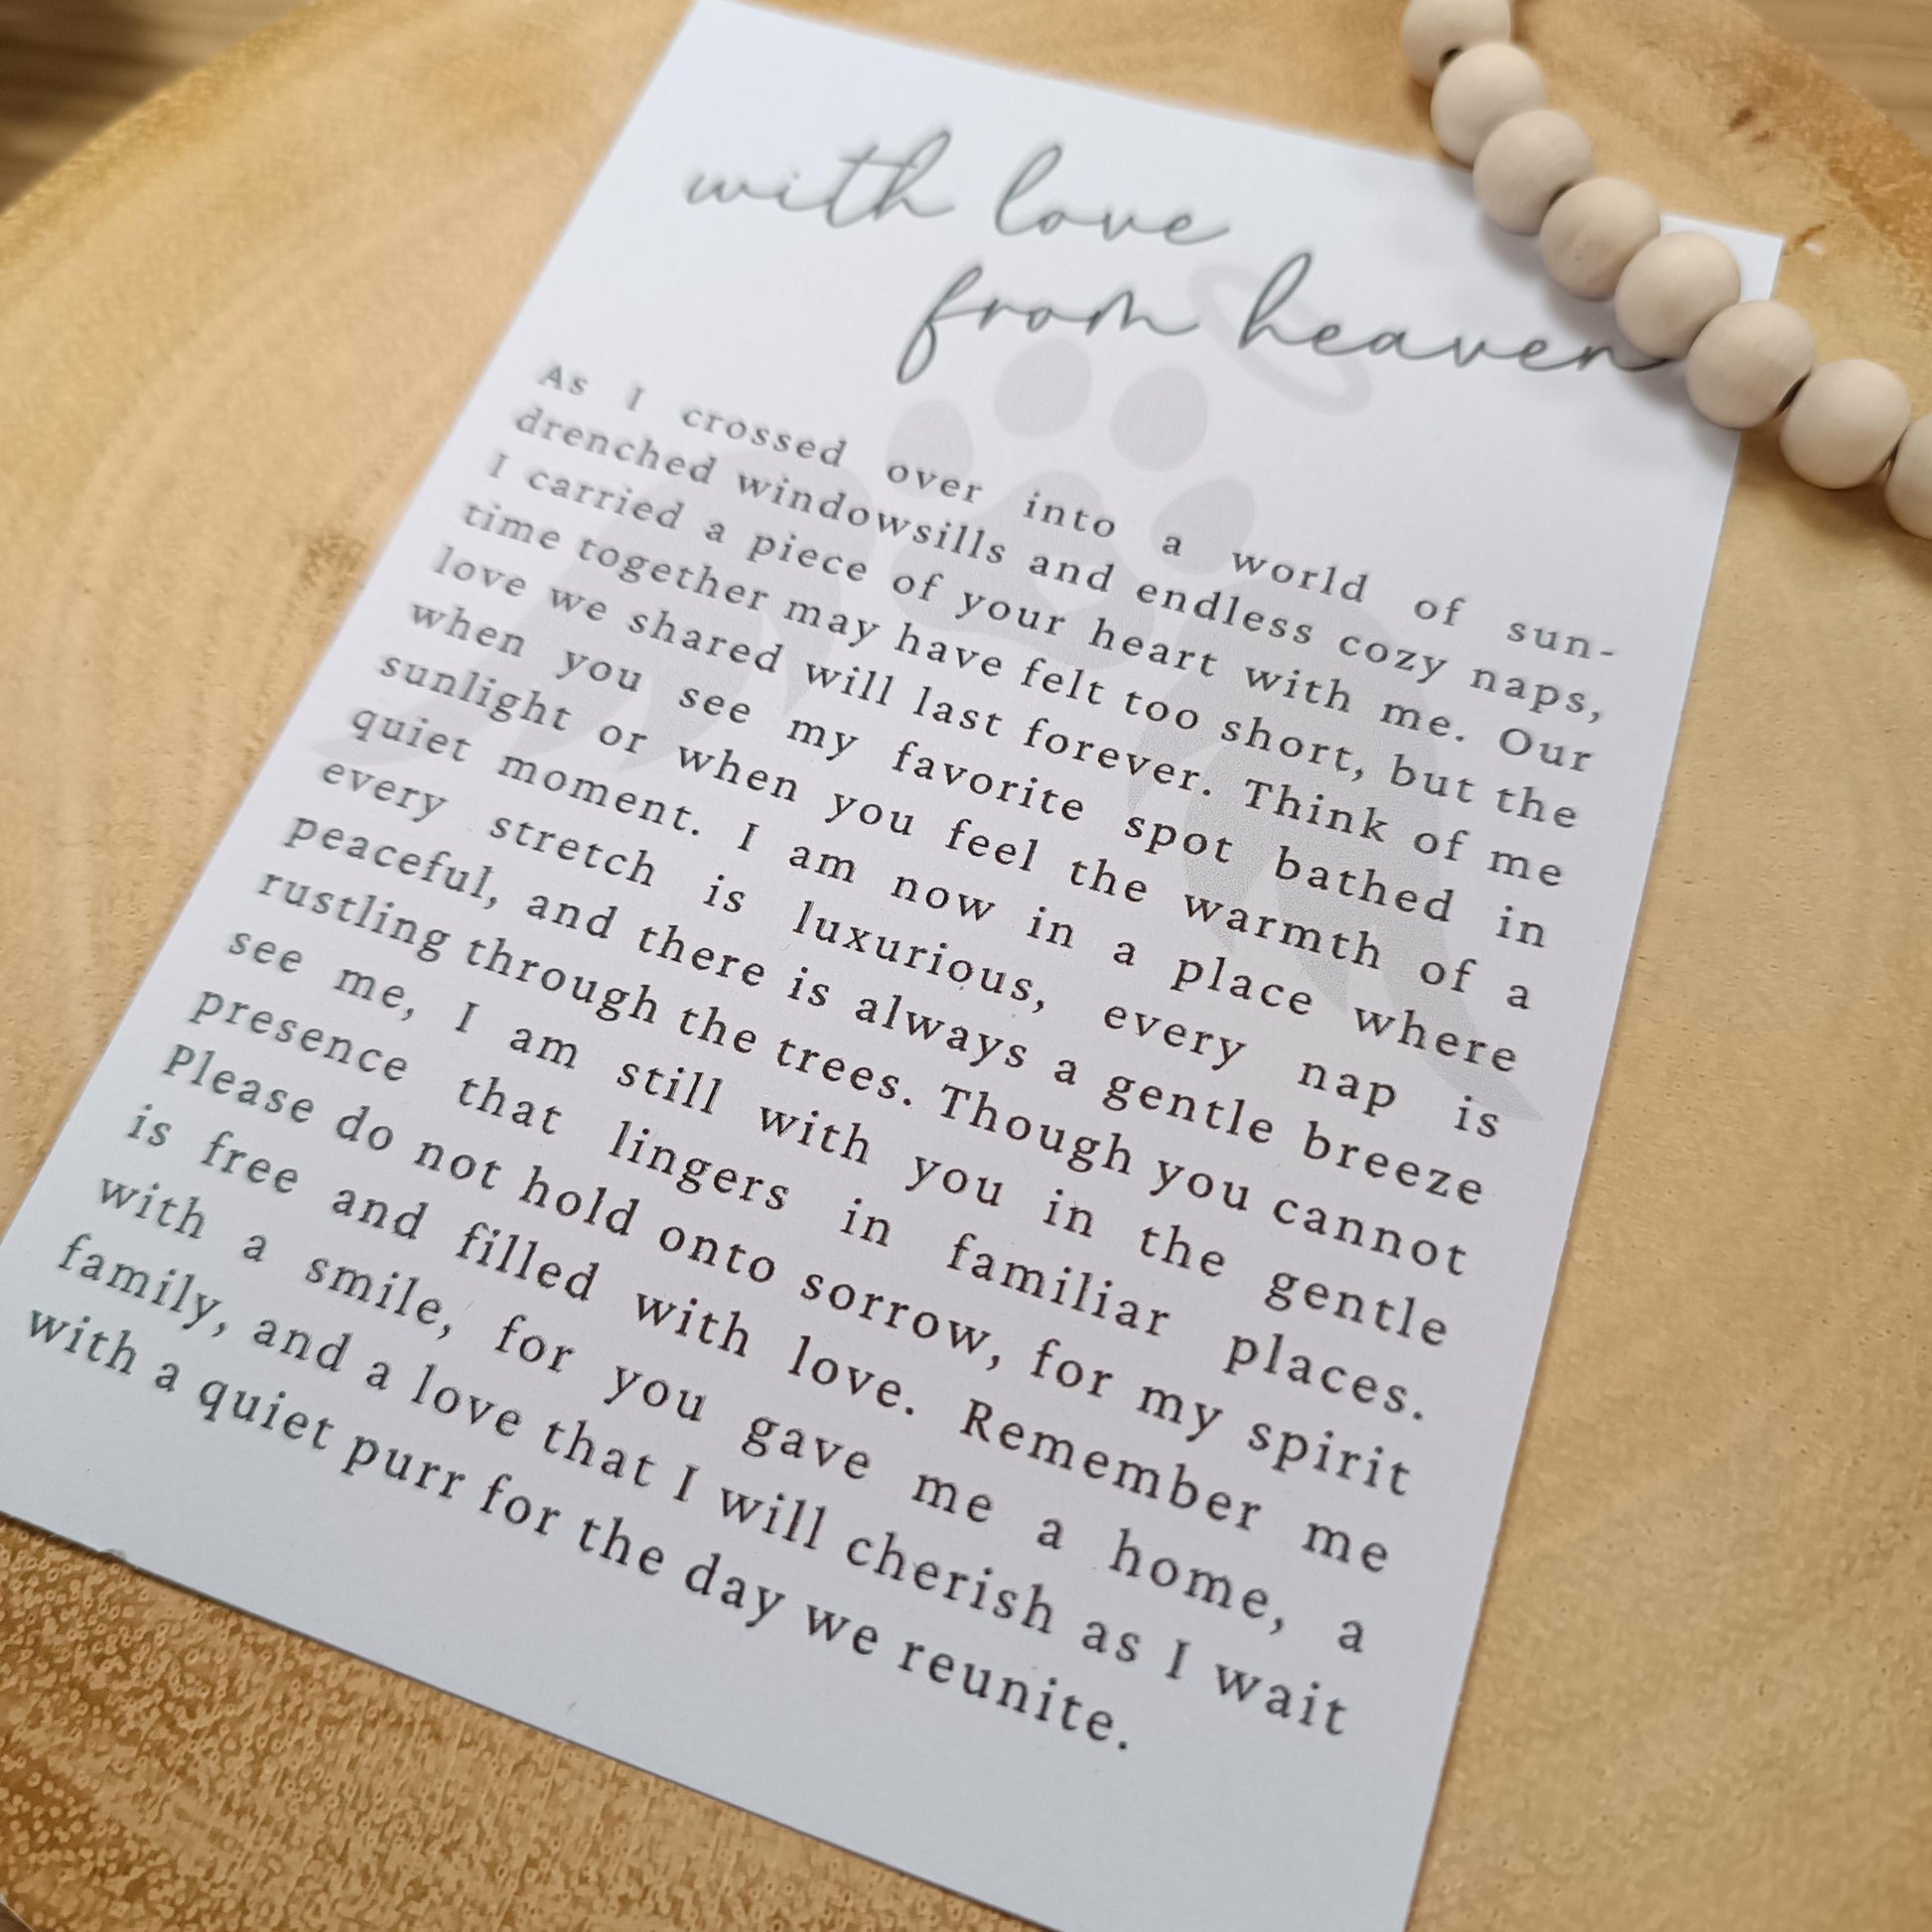 with love
from heaven
As I crossed over into a world of sun-
drenched windowsills and endless cozy naps,
I carried a piece of your heart with me. Our
time together may have felt too short, but the
love we shared will last forever. Think of me
when you see my favorite spot bathed in
sunlight or when you feel the warmth of a
quiet moment. I am now in a place where
every stretch is luxurious, every nap is
peaceful, and there is always a gentle breeze
rustling through the trees. Though you cannot
see me, I am still with you in the gentle
presence that lingers in familiar places.
Please do not hold onto sorrow, for my spirit
is free and filled with love. Remember me
with a smile, for you gave me a home, a
family, and a love that I will cherish as I wait
with a quiet purr for the day we reunite.